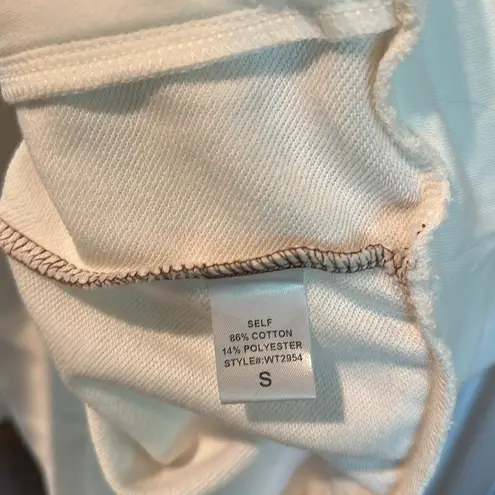 SELF
86% COTTON
14% POLYESTER
STYLE#:WT2954
S